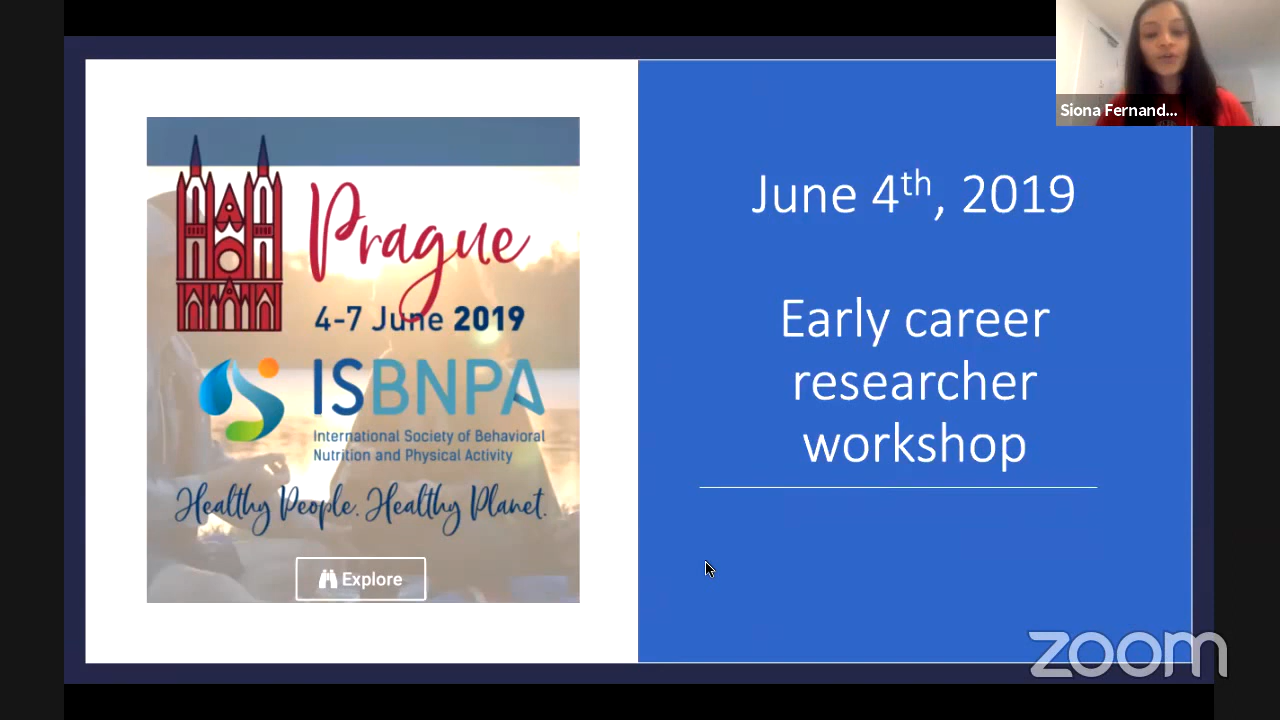 Siona Fernand...
Prague
4-7 June 2019
ISBNPA
International Society of Behavioral
Nutrition and Physical Activity
Healthy People. Healthy Planet.
Explore
June 4th, 2019
Early career
researcher
workshop
zoom